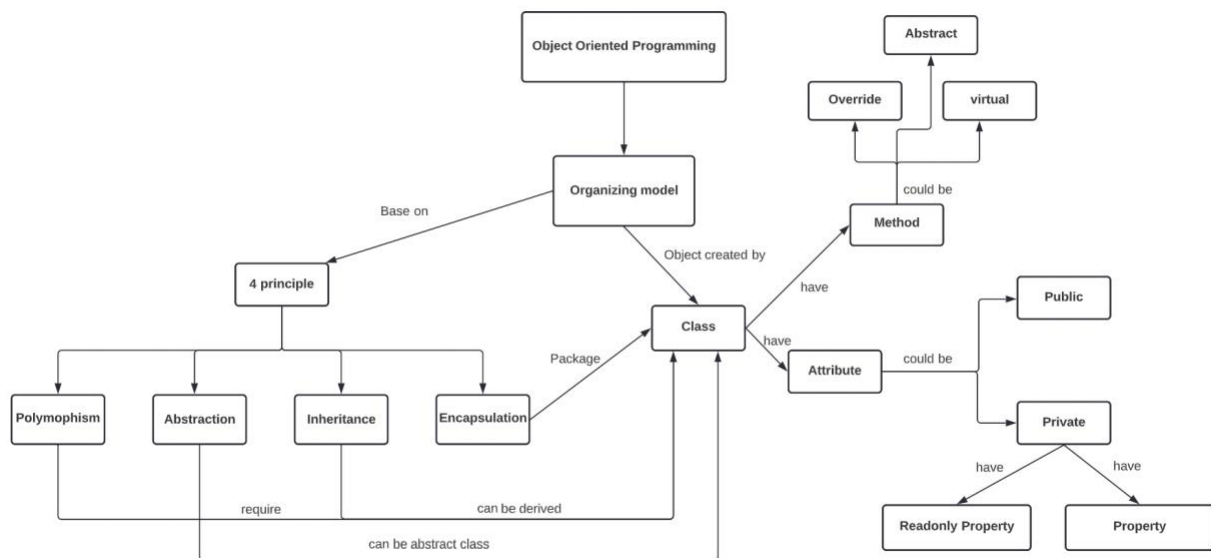 Object Oriented Programming
Abstract
Override
virtual
Organizing model
could be
Base on
Method
Object created by
4 principle
have
Public
Class
have
Package
Attribute
could be
Polymophism
Abstraction
Inheritance
Encapsulation
Private
have
have
require
can be derived
Readonly Property
Property
can be abstract class